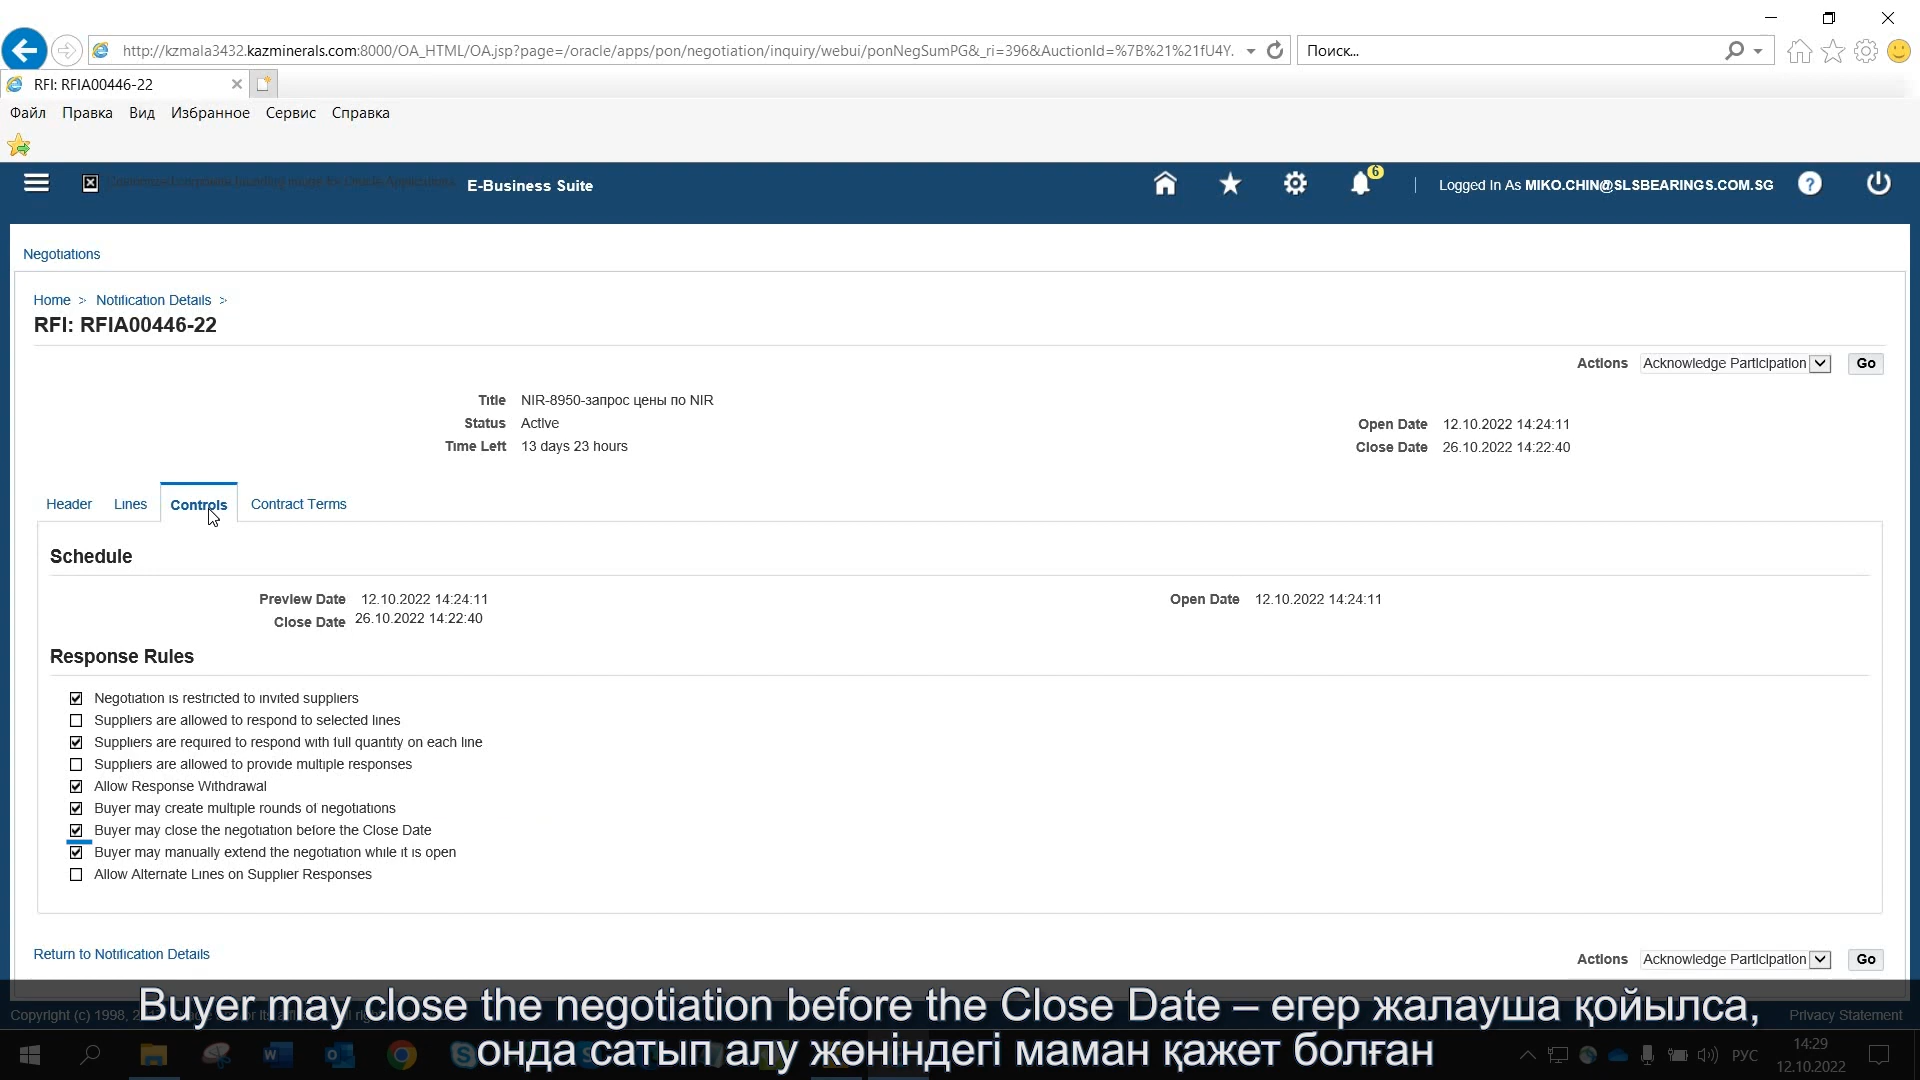 http://kzmala3432.kazminerals.com:8000/OA_HTML/OA.jsp?page=/oracle/apps/pon/negotiation/inquiry/webui/ponNegSumPG&_ri=396&AuctionId=%7B%21%21fU4Y.
Поиск...
RFI: RFIA00446-22
Файл Правка Вид Избранное Сервис Справка
E-Business Suite
6
Logged In As MIKO.CHIN@SLSBEARINGS.COM.SG
Negotiations
Home > Notification Details >
RFI: RFIA00446-22
Actions Acknowledge Participation Go
Title NIR-8950-запрос цены по NIR
Status Active
Time Left 13 days 23 hours
Open Date 12.10.2022 14:24:11
Close Date 26.10.2022 14:22:40
Header Lines Controls Contract Terms
Schedule
Preview Date 12.10.2022 14:24:11
Close Date 26.10.2022 14:22:40
Open Date 12.10.2022 14:24:11
Response Rules
Negotiation is restricted to invited suppliers
Suppliers are allowed to respond to selected lines
Suppliers are required to respond with full quantity on each line
Suppliers are allowed to provide multiple responses
Allow Response Withdrawal
Buyer may create multiple rounds of negotiations
Buyer may close the negotiation before the Close Date
Buyer may manually extend the negotiation while it is open
Allow Alternate Lines on Supplier Responses
Return to Notification Details
Actions Acknowledge Participation Go
Copyright (c) 1998,
Privacy Statement
Buyer may close the negotiation before the Close Date – егер жалауша қойылса,
онда сатып алу жөніндегі маман қажет болған
РУС
14:29
12.10.2022